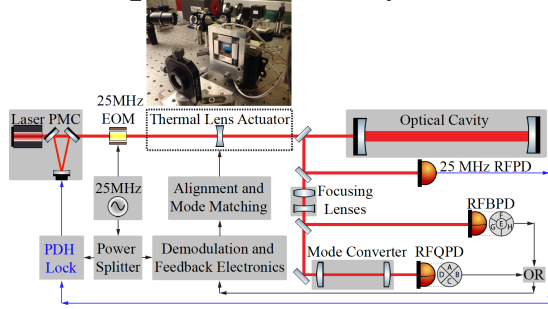 25MHz
Laser PMC
EOM
Thermal Lens Actuator
Optical Cavity
25 MHz RFPD
25MHz
Alignment and
Mode Matching
Focusing
Lenses
RFBPD
F
G E H
PDH
Lock
Power
Splitter
Demodulation and
Feedback Electronics
Mode Converter
RFQPD
A
D B
C
OR